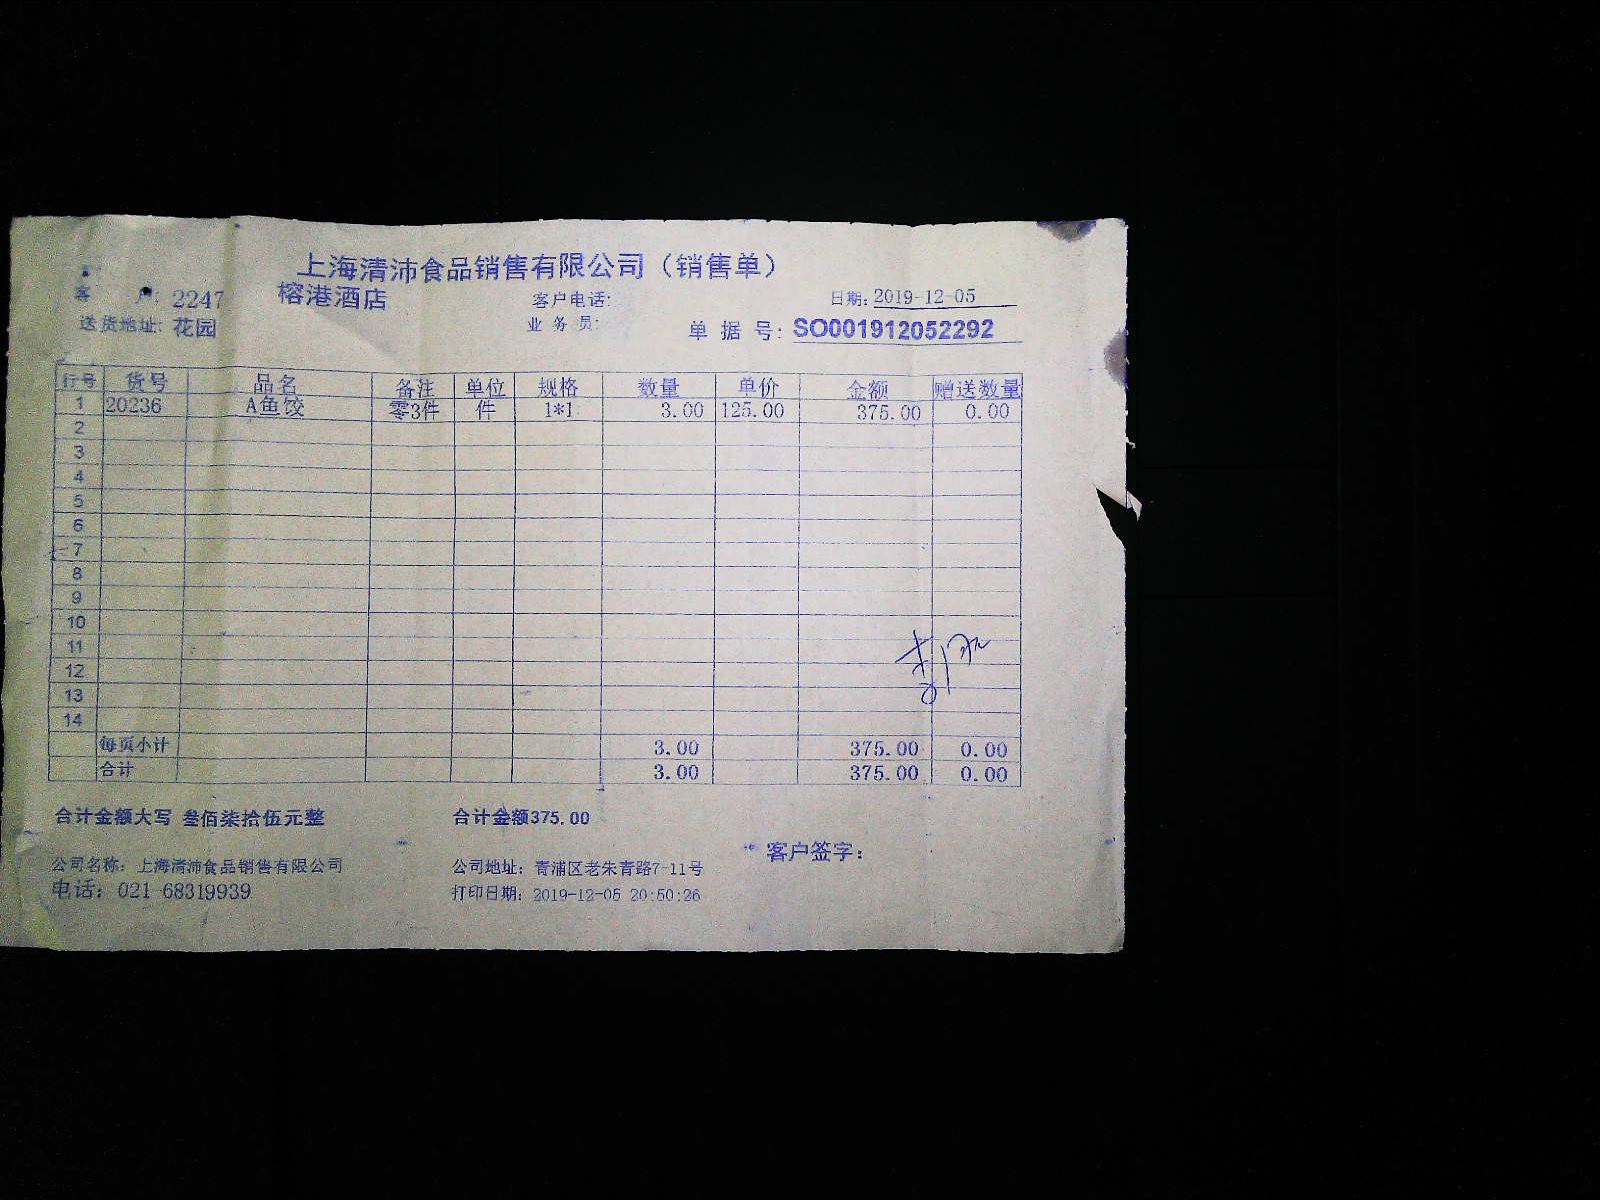 上海清沛食品销售有限公司（销售单）
客 户: 2247 榕港酒店 客户电话: 日期: 2019-12-05
送货地址: 花园 业务员: 单据号: SO001912052292
行号 货号 品名 备注 单位 规格 数量 单价 金额 赠送数量
1 20236 A鱼饺 零3件 件 1*1 3.00 125.00 375.00 0.00
2
3
4
5
6
7
8
9
10
11
12
13
14
每页小计 3.00 375.00 0.00
合计 3.00 375.00 0.00
合计金额大写 叁佰柒拾伍元整 合计金额375.00
客户签字:
公司名称: 上海清沛食品销售有限公司 公司地址: 青浦区老朱青路7-11号
电话: 021-68319939 打印日期: 2019-12-05 20:50:26